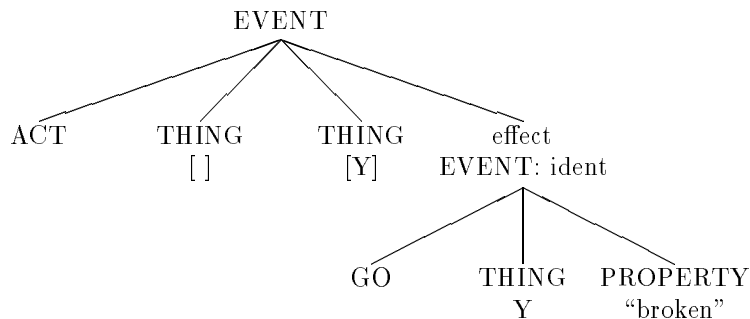 EVENT
ACT THING THING effect
[ ] [Y] EVENT: ident
GO THING PROPERTY
Y “broken”